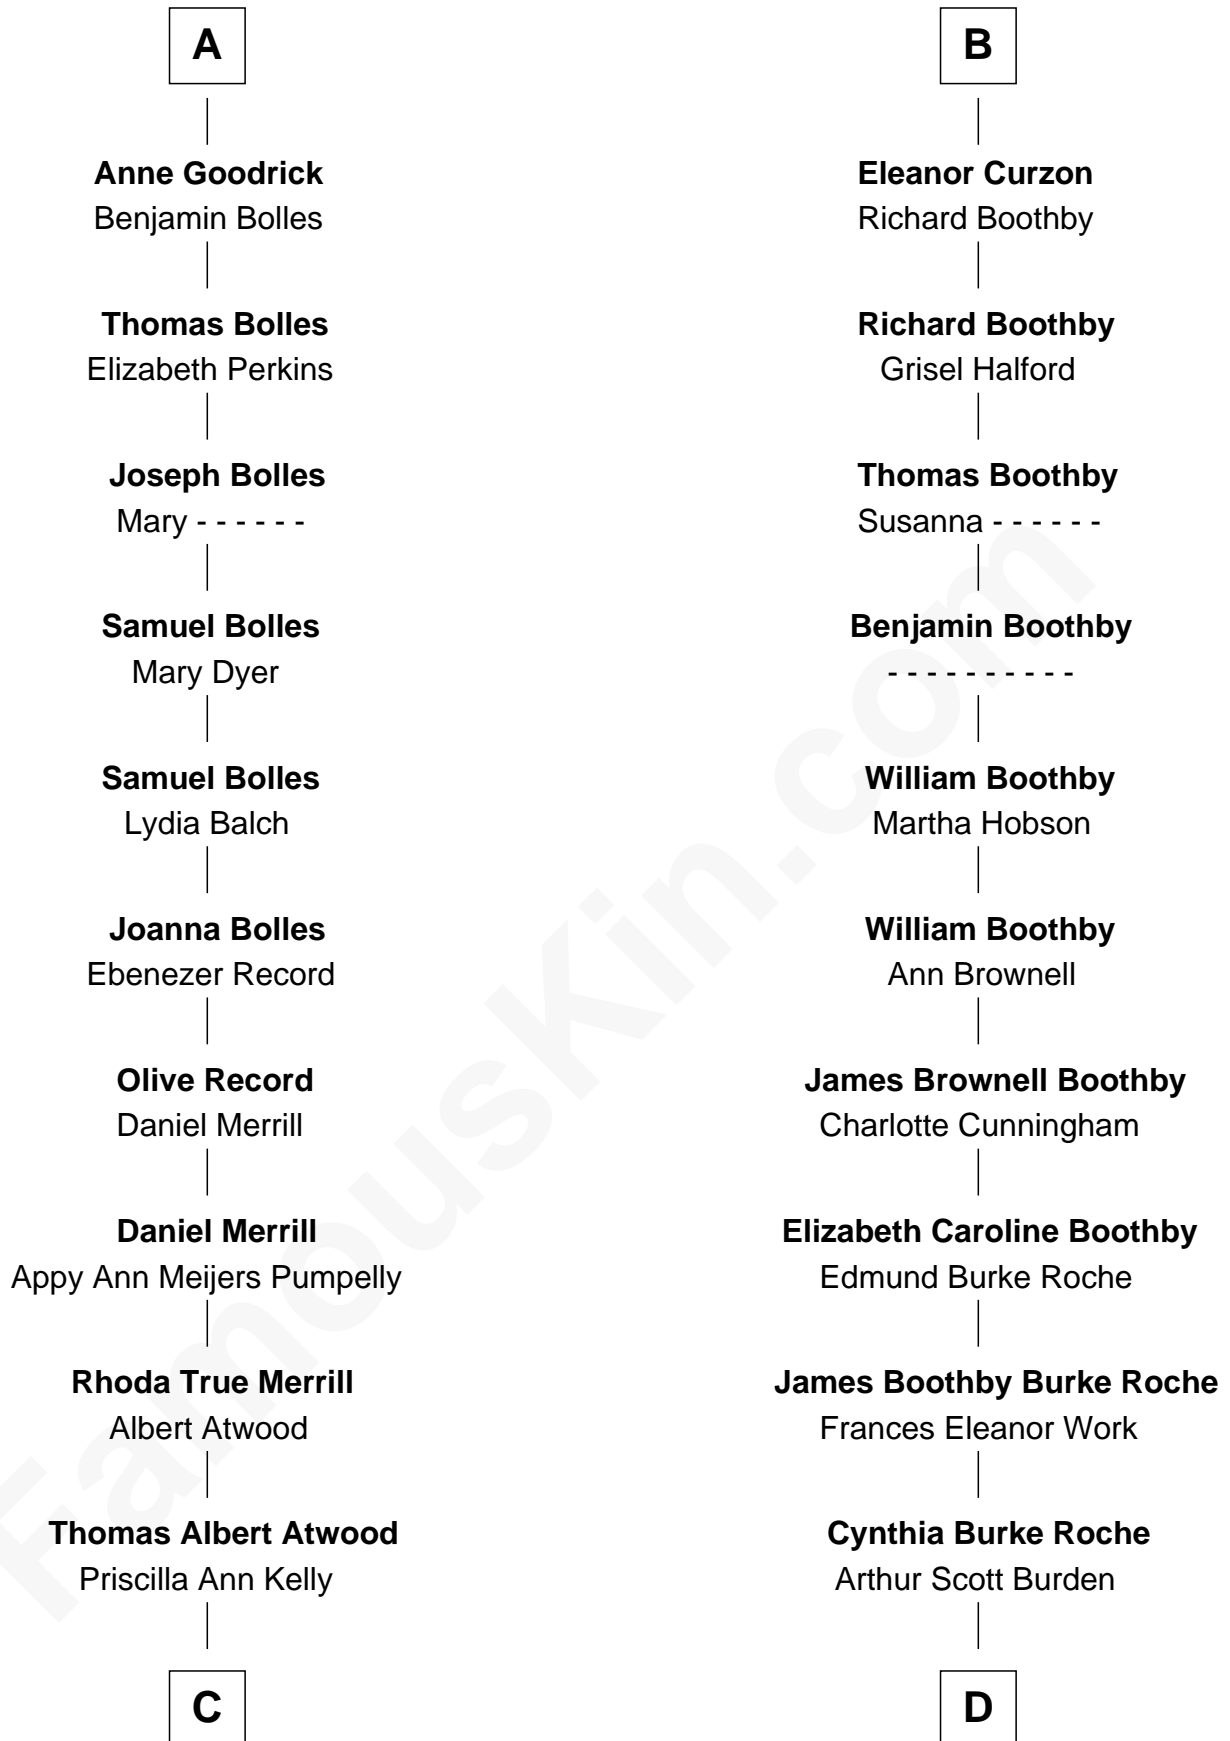 A
Anne Goodrick
Benjamin Bolles
Thomas Bolles
Elizabeth Perkins
Joseph Bolles
Mary - - - - - -
Samuel Bolles
Mary Dyer
Samuel Bolles
Lydia Balch
Joanna Bolles
Ebenezer Record
Olive Record
Daniel Merrill
Daniel Merrill
Appy Ann Meijers Pumpelly
Rhoda True Merrill
Albert Atwood
Thomas Albert Atwood
Priscilla Ann Kelly
C
B
Eleanor Curzon
Richard Boothby
Richard Boothby
Grisel Halford
Thomas Boothby
Susanna - - - - - -
Benjamin Boothby
- - - - - - - - - -
William Boothby
Martha Hobson
William Boothby
Ann Brownell
James Brownell Boothby
Charlotte Cunningham
Elizabeth Caroline Boothby
Edmund Burke Roche
James Boothby Burke Roche
Frances Eleanor Work
Cynthia Burke Roche
Arthur Scott Burden
D
FamousKin.com